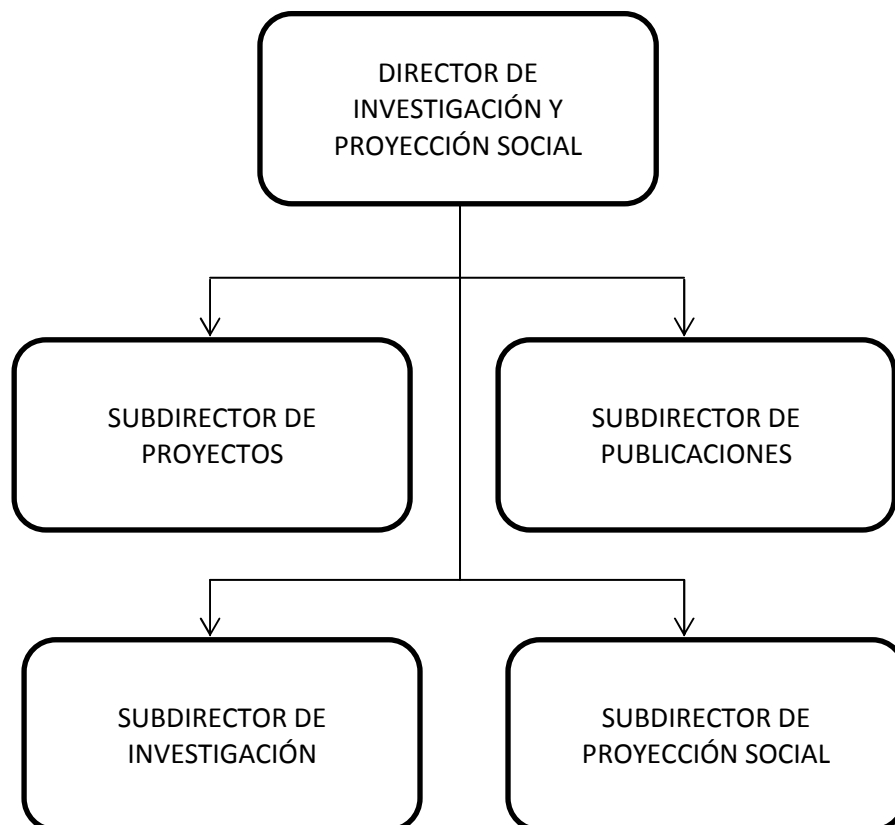 DIRECTOR DE
INVESTIGACIÓN Y
PROYECCIÓN SOCIAL
SUBDIRECTOR DE
PROYECTOS
SUBDIRECTOR DE
PUBLICACIONES
SUBDIRECTOR DE
INVESTIGACIÓN
SUBDIRECTOR DE
PROYECCIÓN SOCIAL